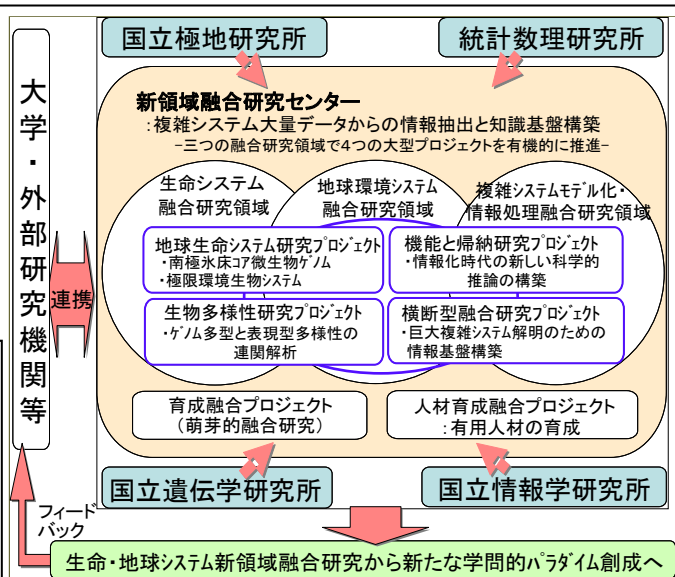 国立極地研究所
統計数理研究所
大学・外部研究機関等
新領域融合研究センター
:複雑システム大量データからの情報抽出と知識基盤構築
-三つの融合研究領域で4つの大型プロジェクトを有機的に推進-
生命システム
融合研究領域
地球環境システム
融合研究領域
複雑システムモデル化・
情報処理融合研究領域
地球生命システム研究プロジェクト
・南極氷床コア微生物ゲノム
・極限環境生物システム
機能と帰納研究プロジェクト
・情報化時代の新しい科学的
推論の構築
連携
生物多様性研究プロジェクト
・ゲノム多型と表現型多様性の
連関解析
横断型融合研究プロジェクト
・巨大複雑システム解明のための
情報基盤構築
育成融合プロジェクト
(萌芽的融合研究)
人材育成融合プロジェクト
:有用人材の育成
国立遺伝学研究所
国立情報学研究所
フィード
バック
生命・地球システム新領域融合研究から新たな学問的パラダイム創成へ